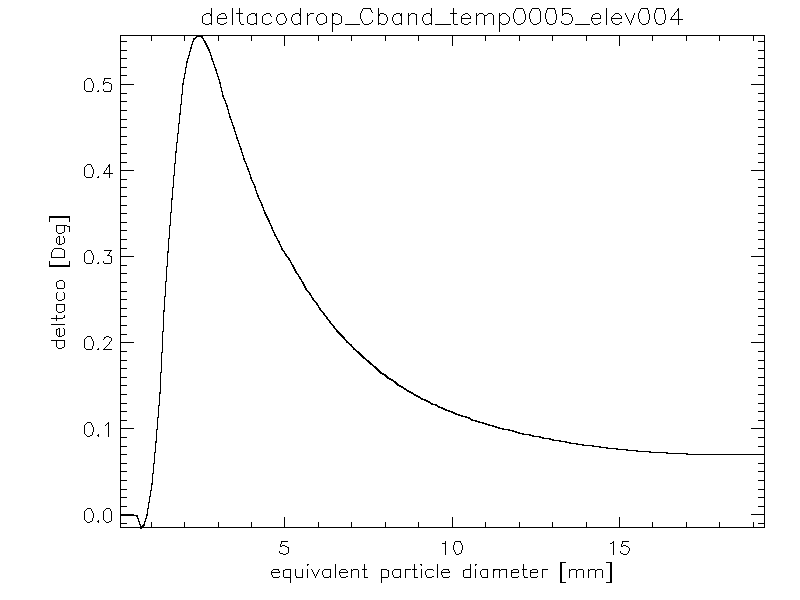 deltacodrop_Cband_temp0005_elev004
0.5
0.4
0.3
0.2
0.1
0.0
deltaco [Deg]
5 10 15
equivalent particle diameter [mm]